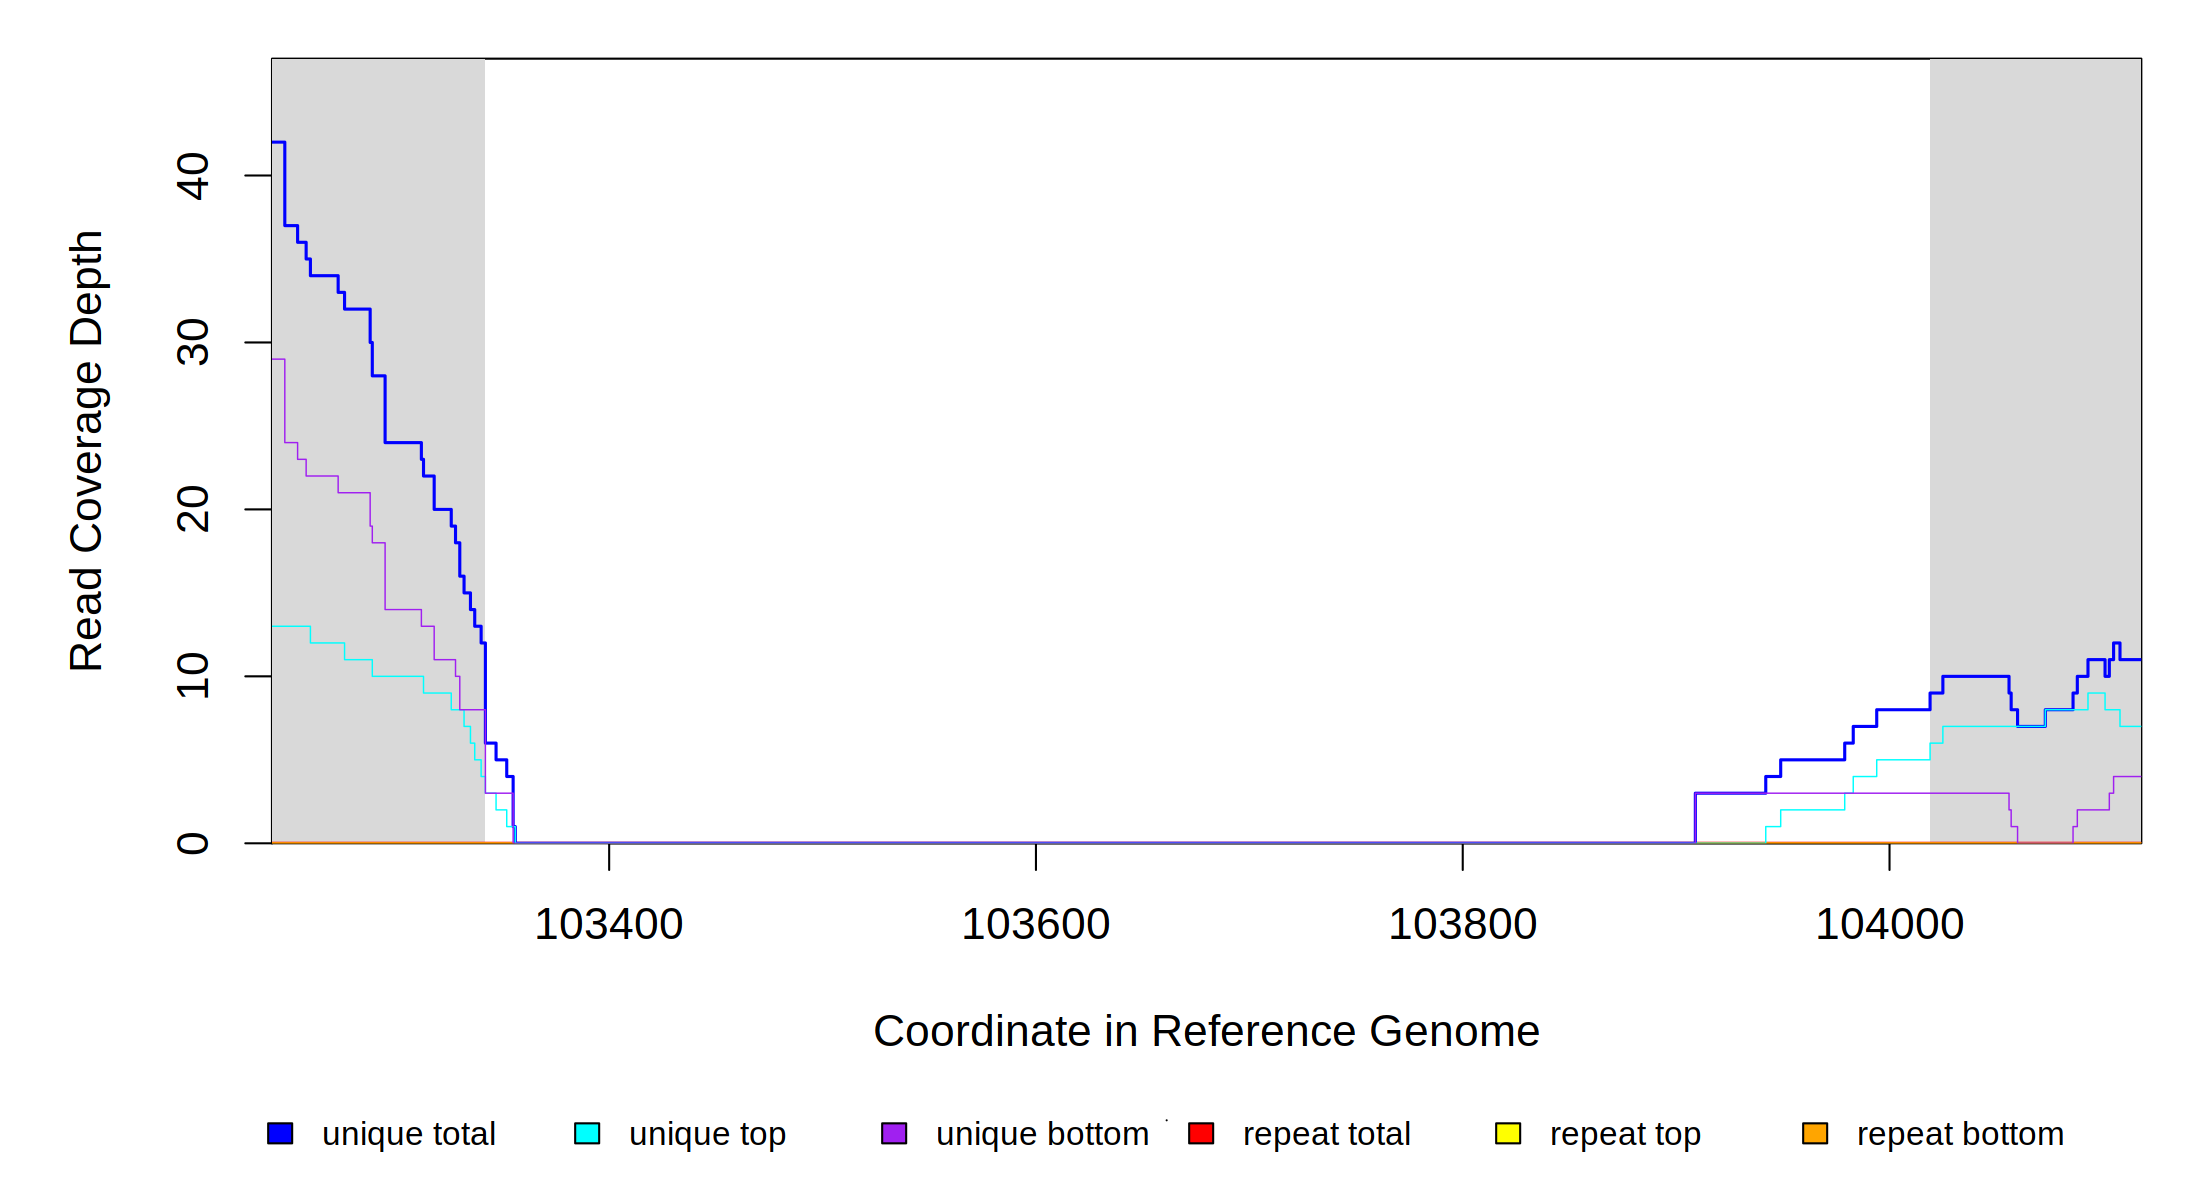 Read Coverage Depth
40
30
20
10
0
103400 103600 103800 104000
Coordinate in Reference Genome
unique total unique top unique bottom repeat total repeat top repeat bottom